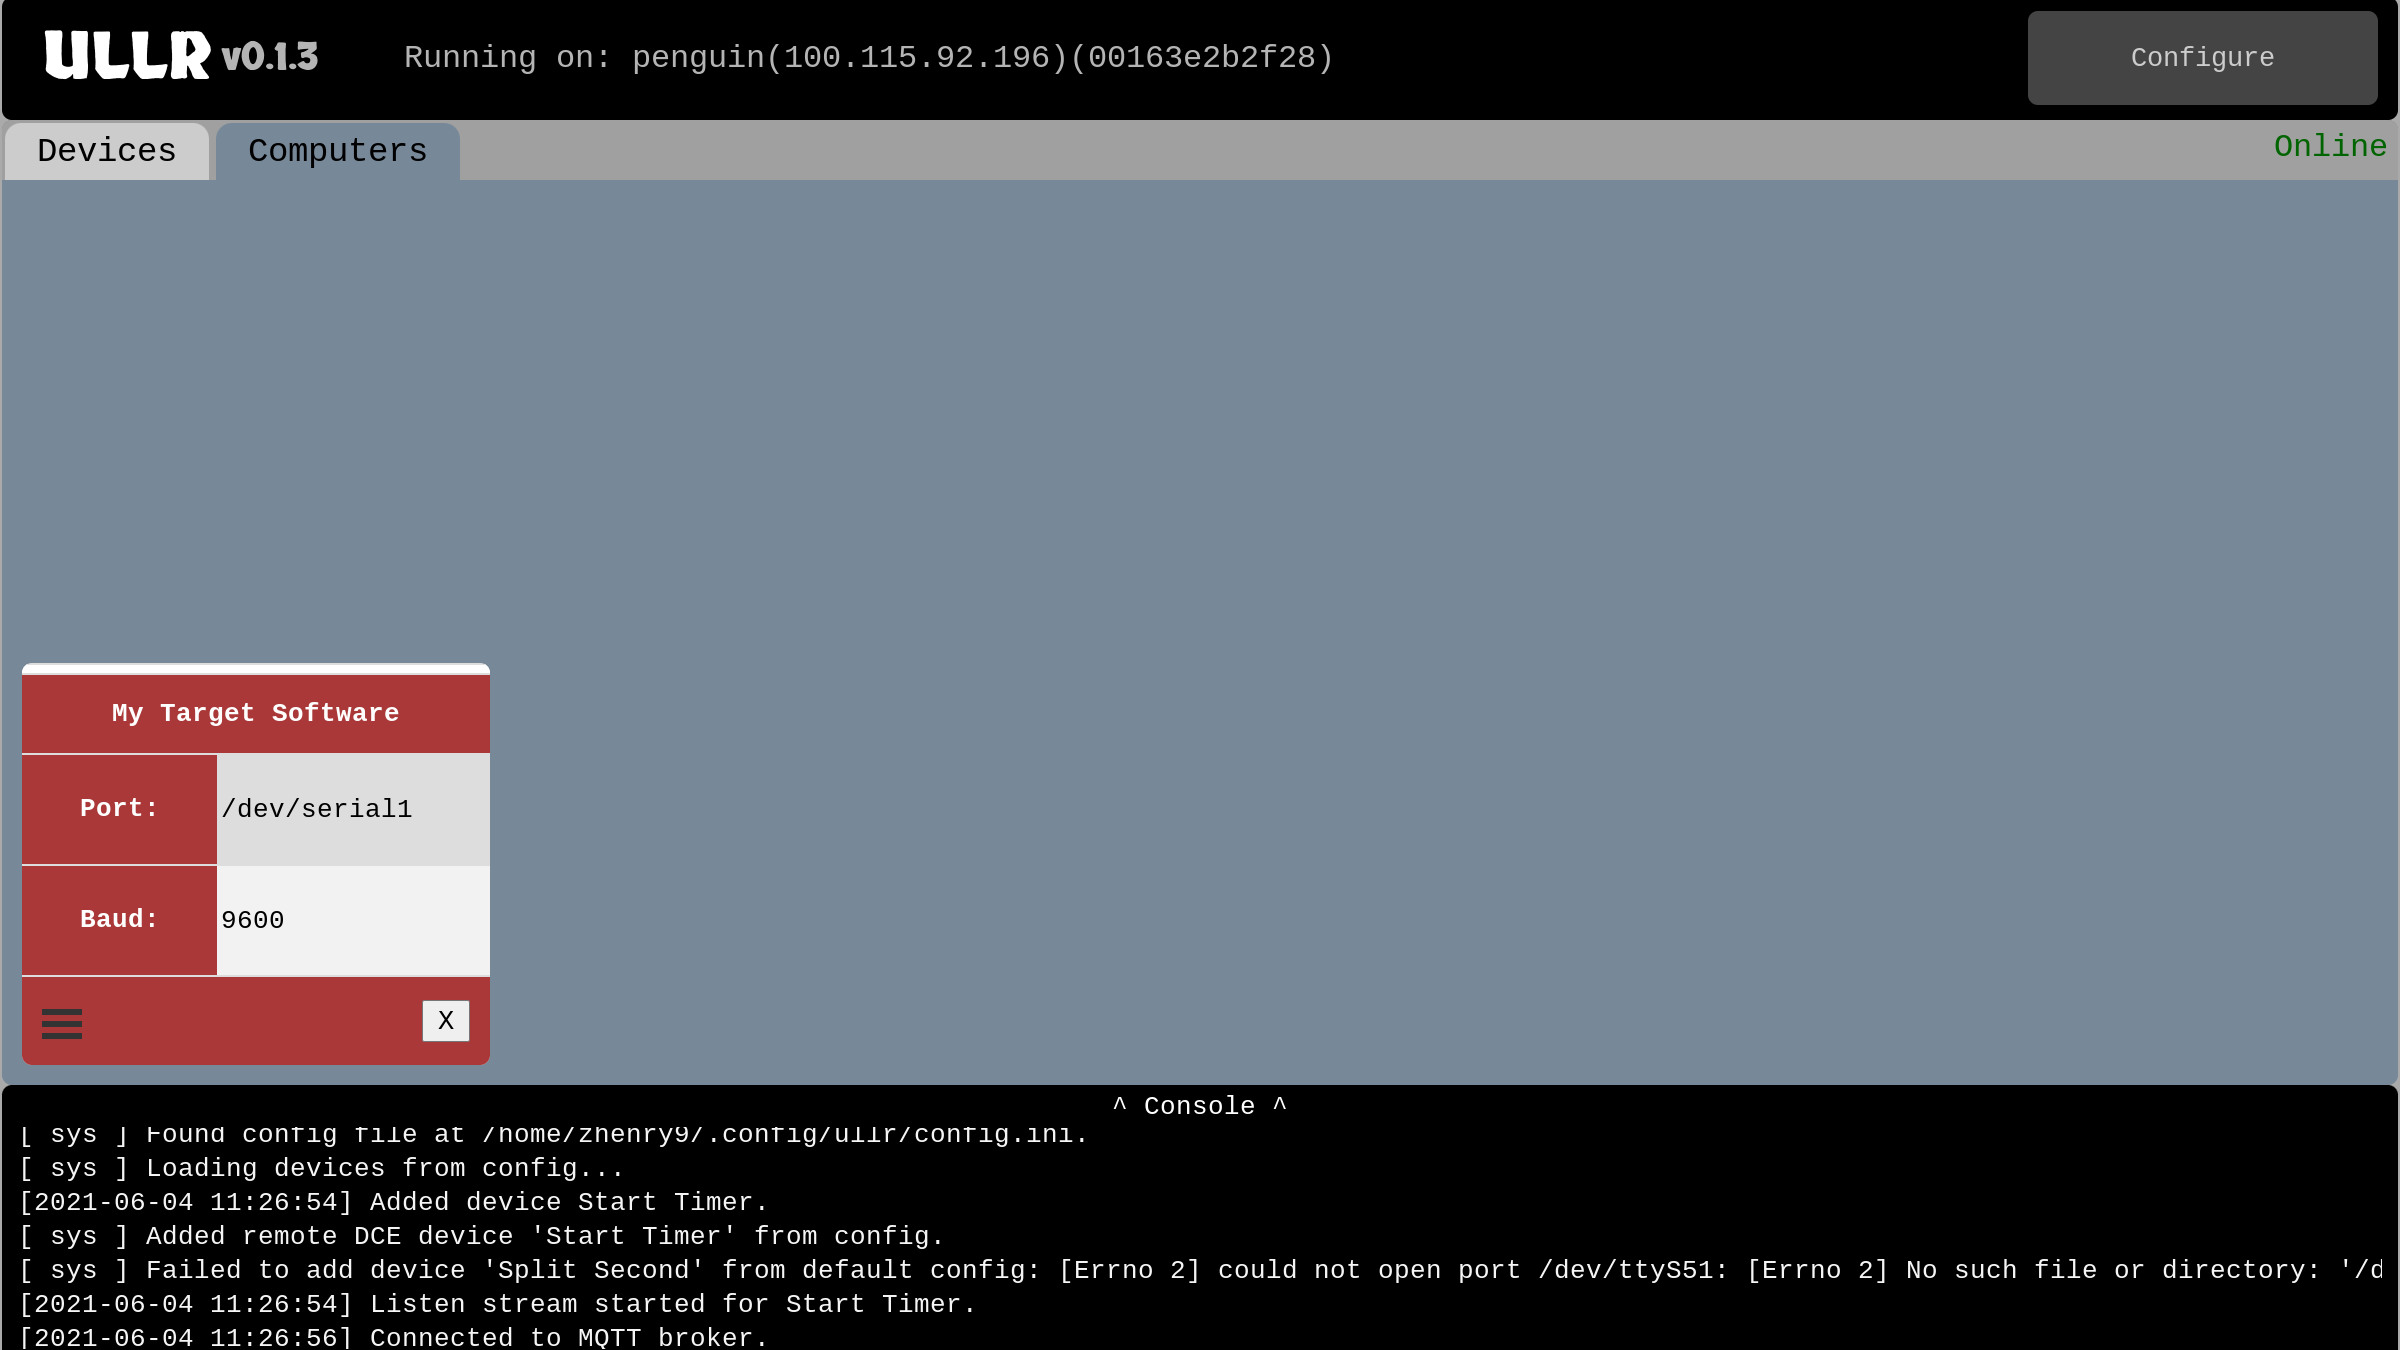 ULLR v0.1.3
Running on: penguin(100.115.92.196)(00163e2b2f28)
Configure
Devices
Computers
Online
My Target Software
Port:
/dev/serial1
Baud:
9600
X
^ Console ^
[ sys ] Found config file at /home/zhenry9/.config/ullr/config.ini.
[ sys ] Loading devices from config...
[2021-06-04 11:26:54] Added device Start Timer.
[ sys ] Added remote DCE device 'Start Timer' from config.
[ sys ] Failed to add device 'Split Second' from default config: [Errno 2] could not open port /dev/ttyS51: [Errno 2] No such file or directory: '/d
[2021-06-04 11:26:54] Listen stream started for Start Timer.
[2021-06-04 11:26:56] Connected to MQTT broker.